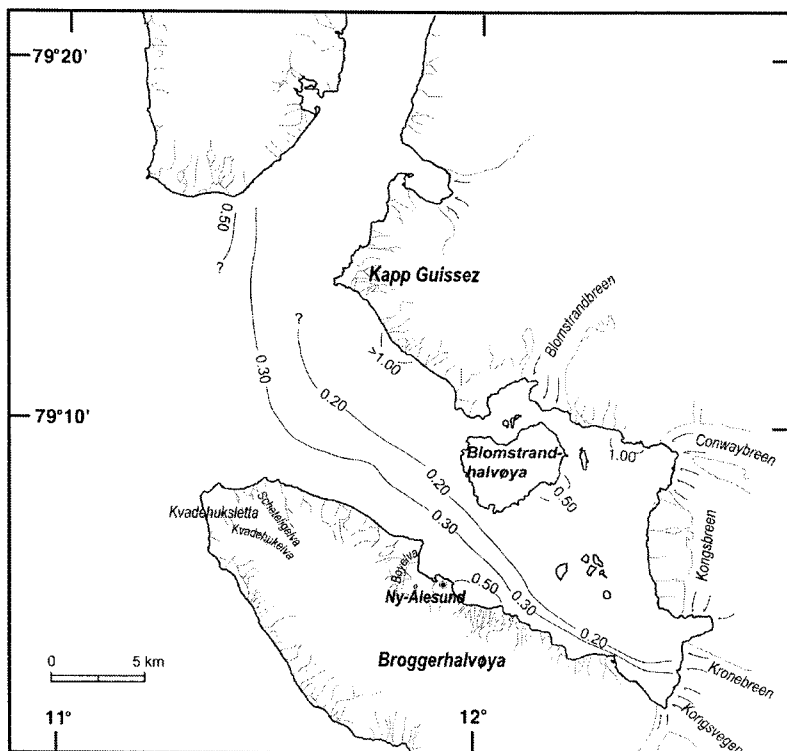 79°20'
0.50
?
Kapp Guissez
Blomstrandbreen
?
>1.00
0.30
0.20
79°10'
Conwaybreen
1.00
Blomstrand-
halvøya
0.20
0.50
Kvadehuksletta
Scheteligelva
Kvadehukelva
0.30
Kongsbreen
Bayelva
0.50
Ny-Ålesund
0.30
0.20
Broggerhalvøya
0 5 km
Kronebreen
Kongsvegen
11°
12°